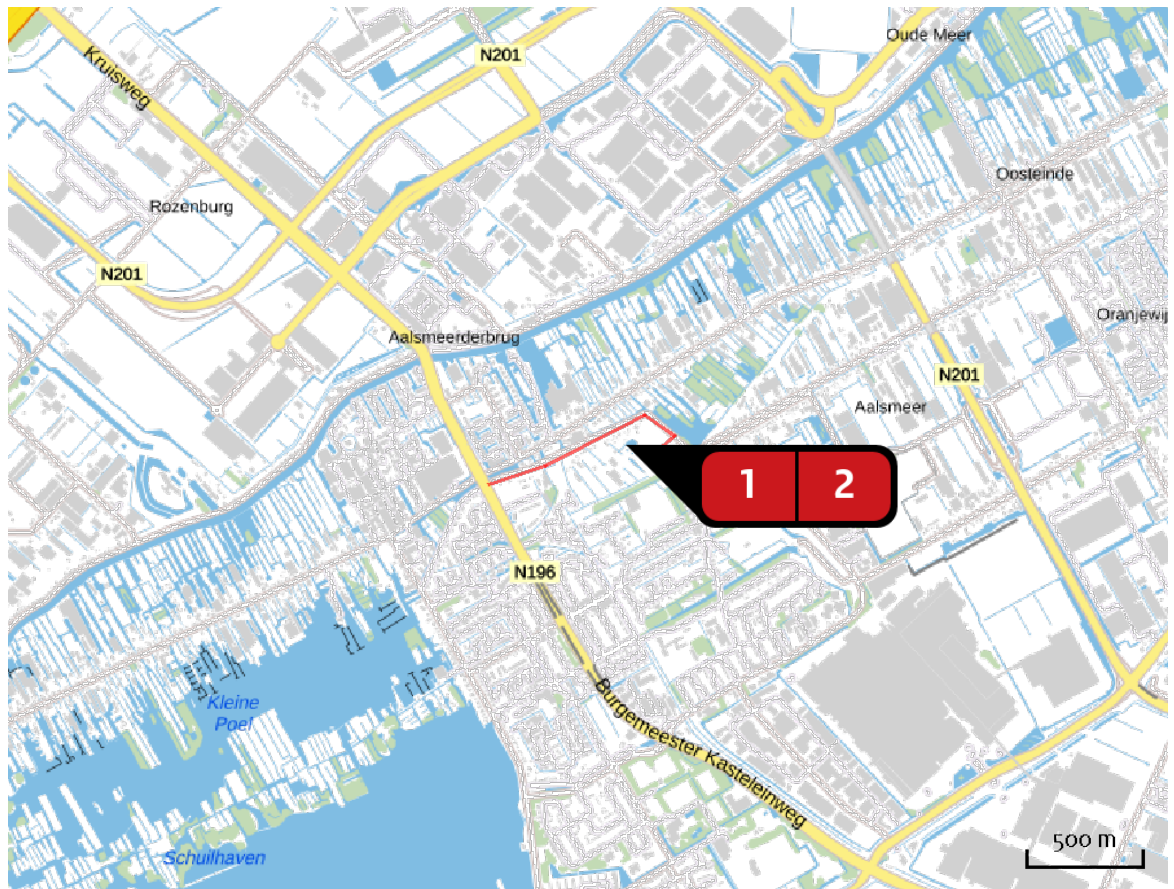 Oude Meer
N201
Kruisweg
Oosteinde
Rozenburg
N201
Oranjewij
Aalsmeerderbrug
N201
Aalsmeer
1 2
N196
Kleine
Poel
Burgemeester Kasteleinweg
500 m
Schuilhaven